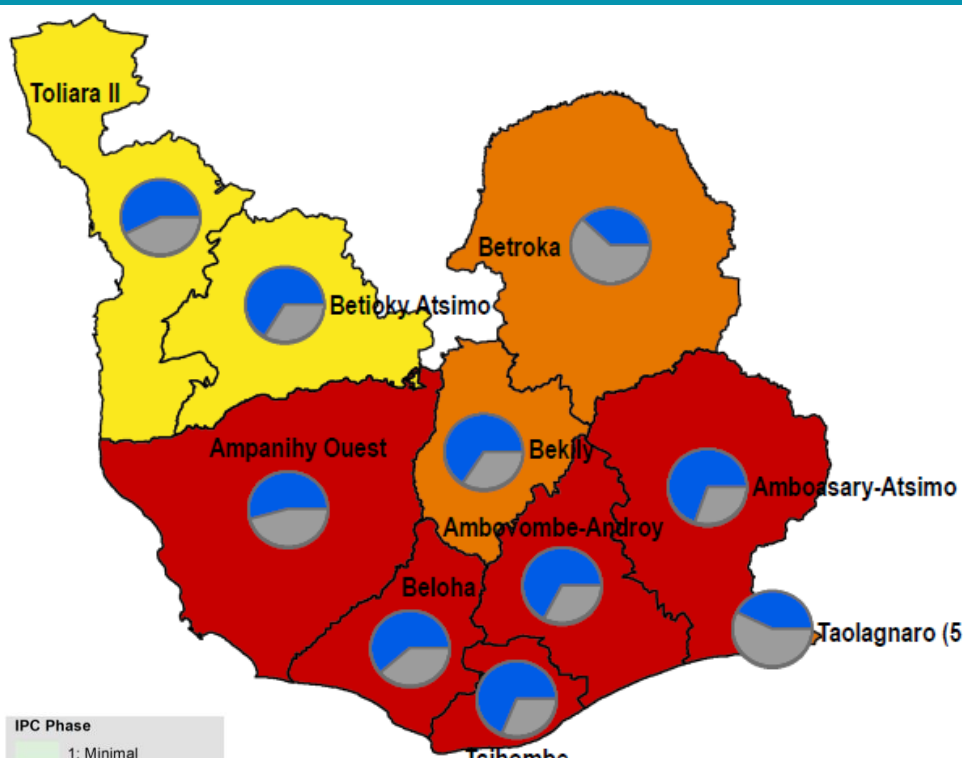 Toliara II
Betroka
Betioky Atsimo
Ampanihy Ouest
Bekily
Amboasary-Atsimo
Ambovombe-Androy
Beloha
Taolagnaro (5
Tsihombe
IPC Phase
1: Minimal